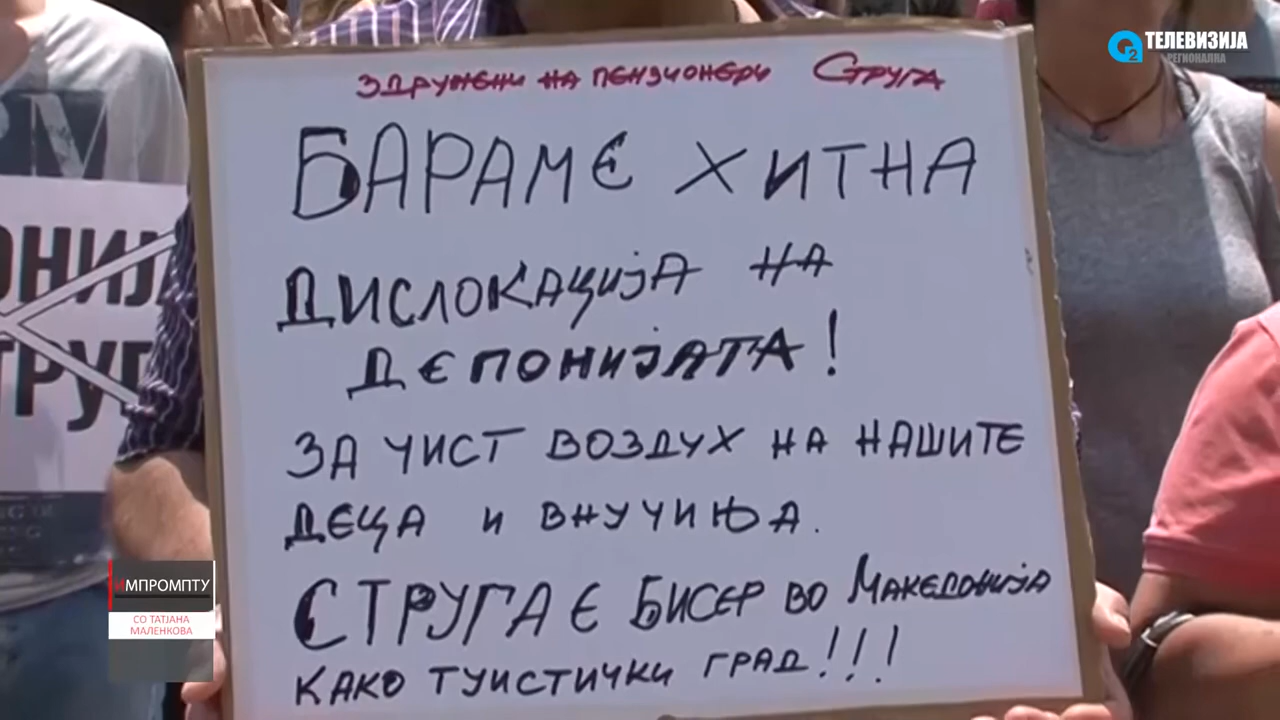 ТЕЛЕВИЗИЈА
РЕГИОНАЛНА
ЗДРУЖЕНИ НА ПЕНЗИОНЕРИ СТРУГА
БАРАМЕ ХИТНА
ДИСЛОКАЦИЈА НА
ДЕПОНИЈАТА!
ЗА ЧИСТ ВОЗДУХ НА НАШИТЕ
ДЕЦА И ВНУЧИЊА.
СТРУГА Е БИСЕР ВО МАКЕДОНИЈА
КАКО ТУИСТИЧКИ ГРАД!!!
ИМПРОМПТУ
СО ТАТЈАНА
МАЛЕНКОВА